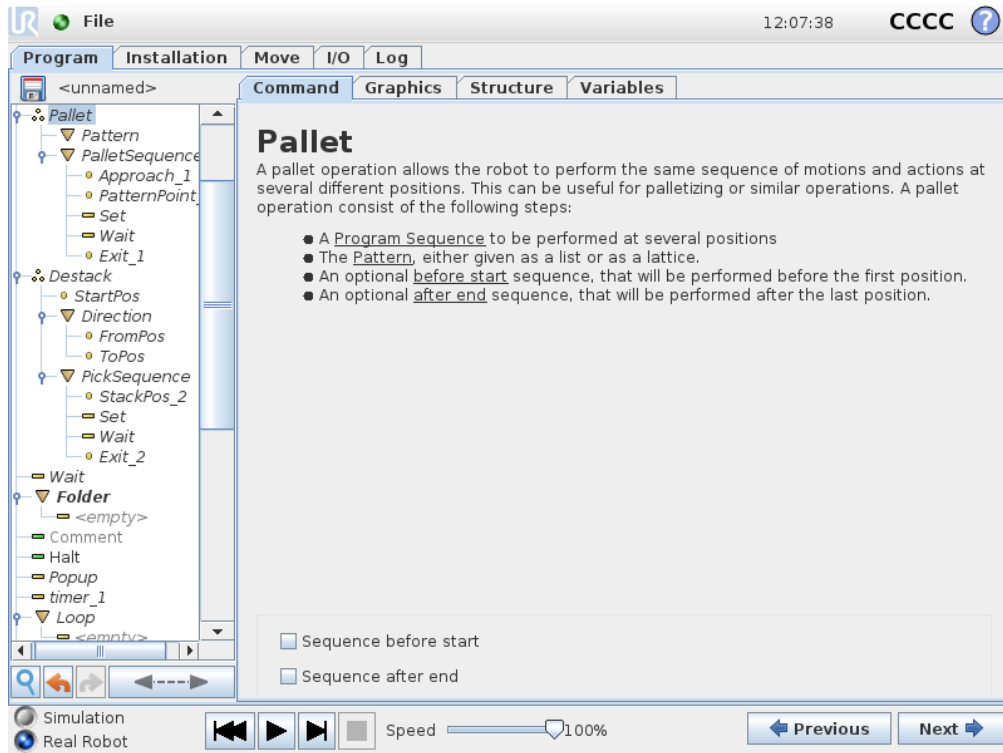 UR File 12:07:38 CCCC ?
Program Installation Move I/O Log
<unnamed>
Command Graphics Structure Variables
Pallet
Pattern
PalletSequence
Approach_1
PatternPoint_
Set
Wait
Exit_1
Destack
StartPos
Direction
FromPos
ToPos
PickSequence
StackPos_2
Set
Wait
Exit_2
Wait
Folder
<empty>
Comment
Halt
Popup
timer_1
Loop
<empty>
Pallet
A pallet operation allows the robot to perform the same sequence of motions and actions at
several different positions. This can be useful for palletizing or similar operations. A pallet
operation consist of the following steps:
A Program Sequence to be performed at several positions
The Pattern, either given as a list or as a lattice.
An optional before start sequence, that will be performed before the first position.
An optional after end sequence, that will be performed after the last position.
Sequence before start
Sequence after end
Simulation
Real Robot
Speed 100%
Previous Next